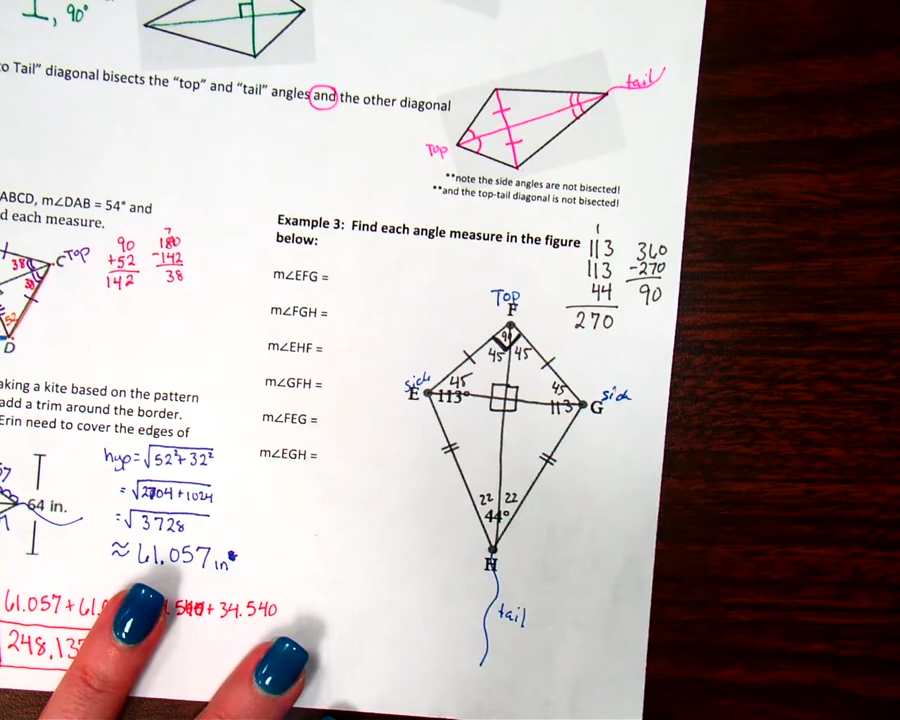 ⊥, 90°
to Tail" diagonal bisects the "top" and "tail" angles and the other diagonal
tail
Top
**note the side angles are not bisected!
**and the top-tail diagonal is not bisected!
ABCD, m∠DAB = 54° and
d each measure.
38
38
52
C TOP
D
90
+52
142
7
180
-142
38
Example 3: Find each angle measure in the figure
below:
1
113
113
44
270
360
-270
90
m∠EFG =
m∠FGH =
m∠EHF =
m∠GFH =
m∠FEG =
m∠EGH =
Top
F
90
45 45
side
E
45
113°
45
113
G
side
22 22
44°
H
tail
aking a kite based on the pattern
add a trim around the border.
Erin need to cover the edges of
64 in.
hyp = √52² + 32²
= √2704 + 1024
= √3728
≈ 61.057 in
61.057 + 61. + 34.540
248.13